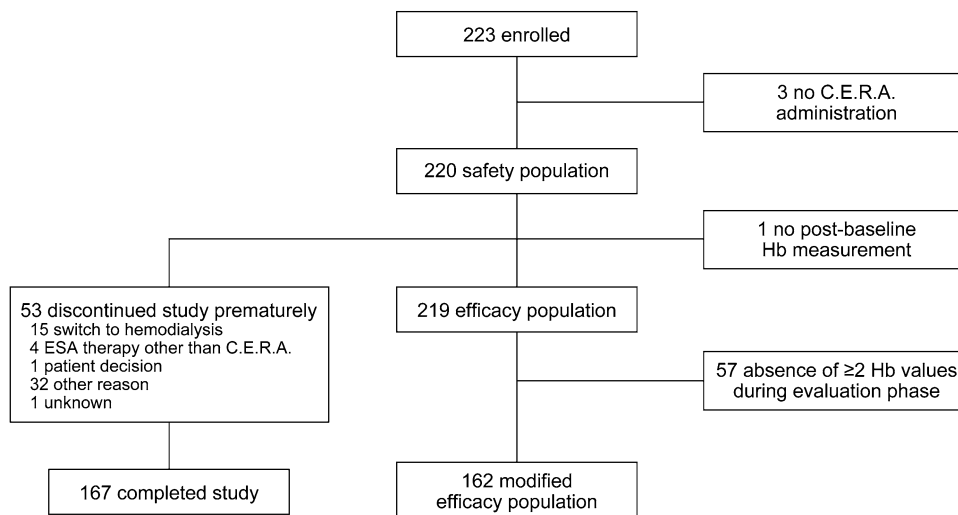 223 enrolled
3 no C.E.R.A.
administration
220 safety population
1 no post-baseline
Hb measurement
53 discontinued study prematurely
15 switch to hemodialysis
4 ESA therapy other than C.E.R.A.
1 patient decision
32 other reason
1 unknown
219 efficacy population
57 absence of ≥2 Hb values
during evaluation phase
167 completed study
162 modified
efficacy population